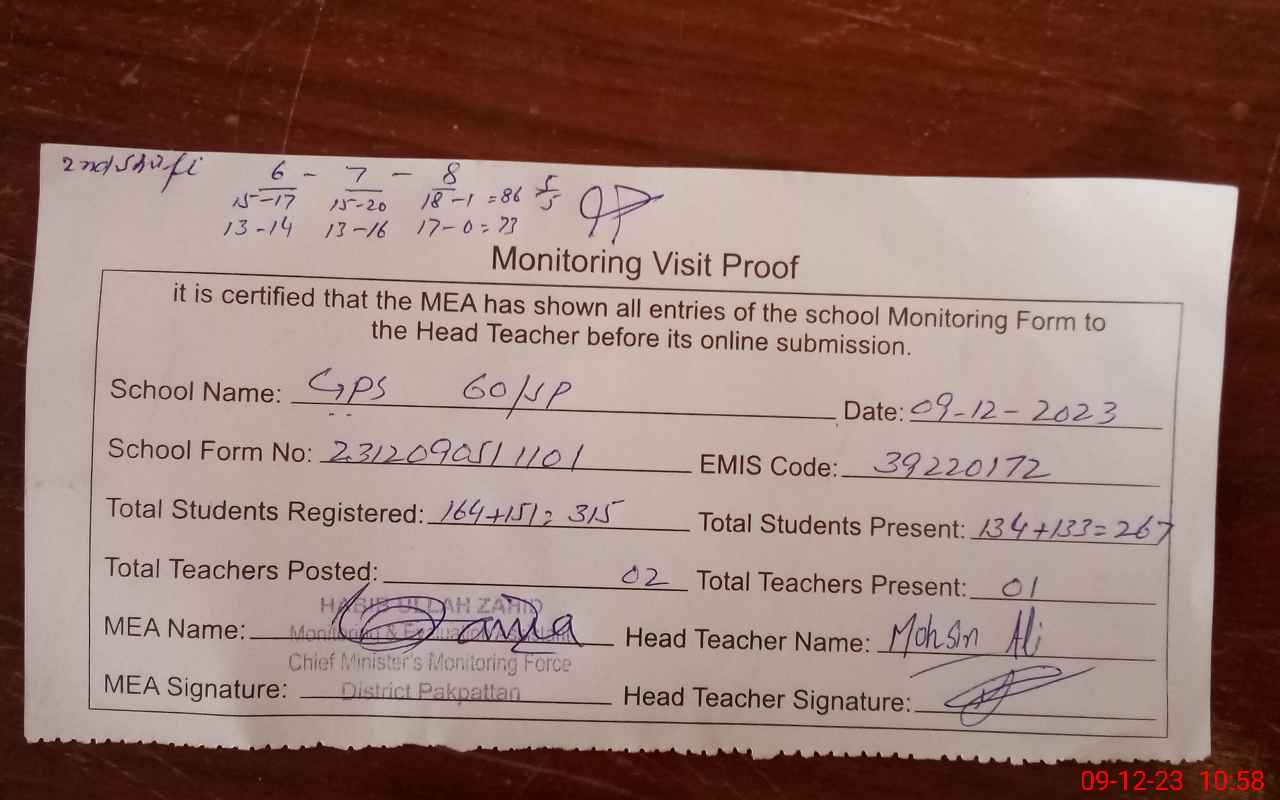 2nd Shift 6 - 7 - 8
15-17 15-20 18-1 = 86 5/5
13-14 13-16 17-0 = 73
Monitoring Visit Proof
it is certified that the MEA has shown all entries of the school Monitoring Form to
the Head Teacher before its online submission.
School Name: GPS 60/SP Date: 09-12-2023
School Form No: 231209051101 EMIS Code: 39220172
Total Students Registered: 164+151= 315 Total Students Present: 134+133=267
Total Teachers Posted: 02 Total Teachers Present: 01
HABIB ULLAH ZAHID
MEA Name: Monitoring & Evaluation Assistant Head Teacher Name: Mohsin Ali
Chief Minister's Monitoring Force
MEA Signature: District Pakpattan Head Teacher Signature:
09-12-23 10:58